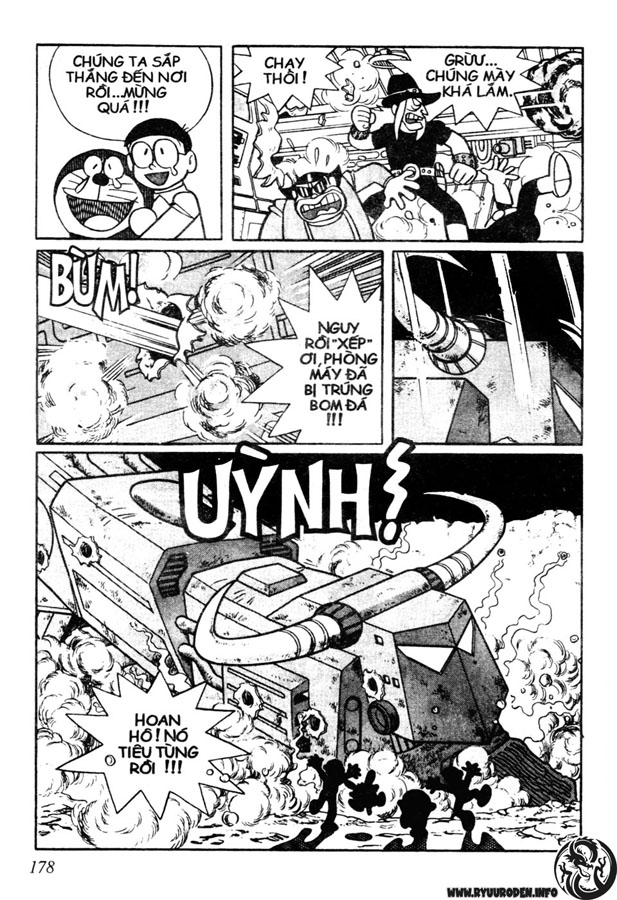 CHÚNG TA SẮP
THẮNG ĐẾN NƠI
RỒI...MỪNG
QUÁ!!!
CHẠY
THÔI!
GRỪ...
CHÚNG MÀY
KHÁ LẮM.
BÙM!
NGUY
RỒI "XẾP"
ƠI, PHÒNG
MÁY ĐÃ
BỊ TRÚNG
BOM ĐÁ
!!!
UỲNH!
HOAN
HÔ! NÓ
TIÊU TÙNG
RỒI !!!
178
WWW.RYUURODEN.INFO